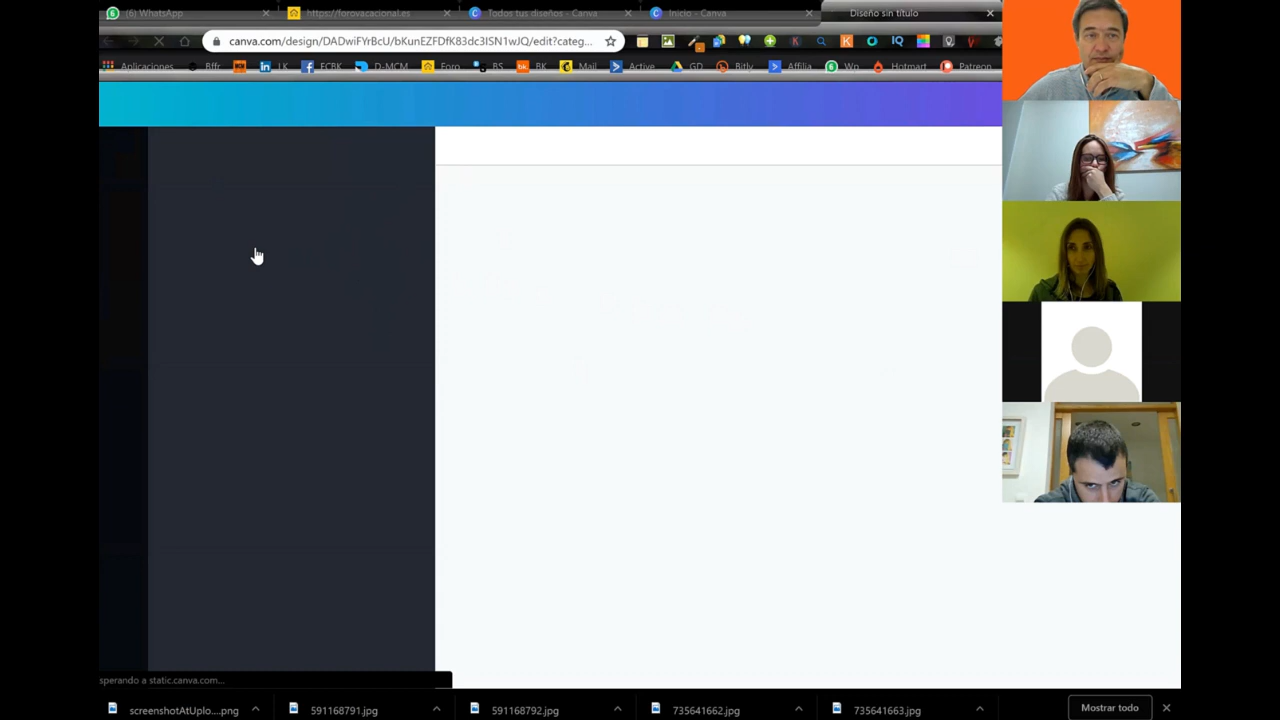 (6) WhatsApp
https://forovacacional.es
Todos tus diseños - Canva
Inicio - Canva
Diseño sin título
canva.com/design/DADwiFYrBcU/bKunEZFDfK83dc3ISN1wJQ/edit?categ...
Aplicaciones
Bffr
LK
FCBK
D-MCM
Foro
BS
BK
Mail
Active
GD
Bitly
Affilia
Wp
Hotmart
Patreon
sperando a static.canva.com...
screenshotAtUplo....png
591168791.jpg
591168792.jpg
735641662.jpg
735641663.jpg
Mostrar todo